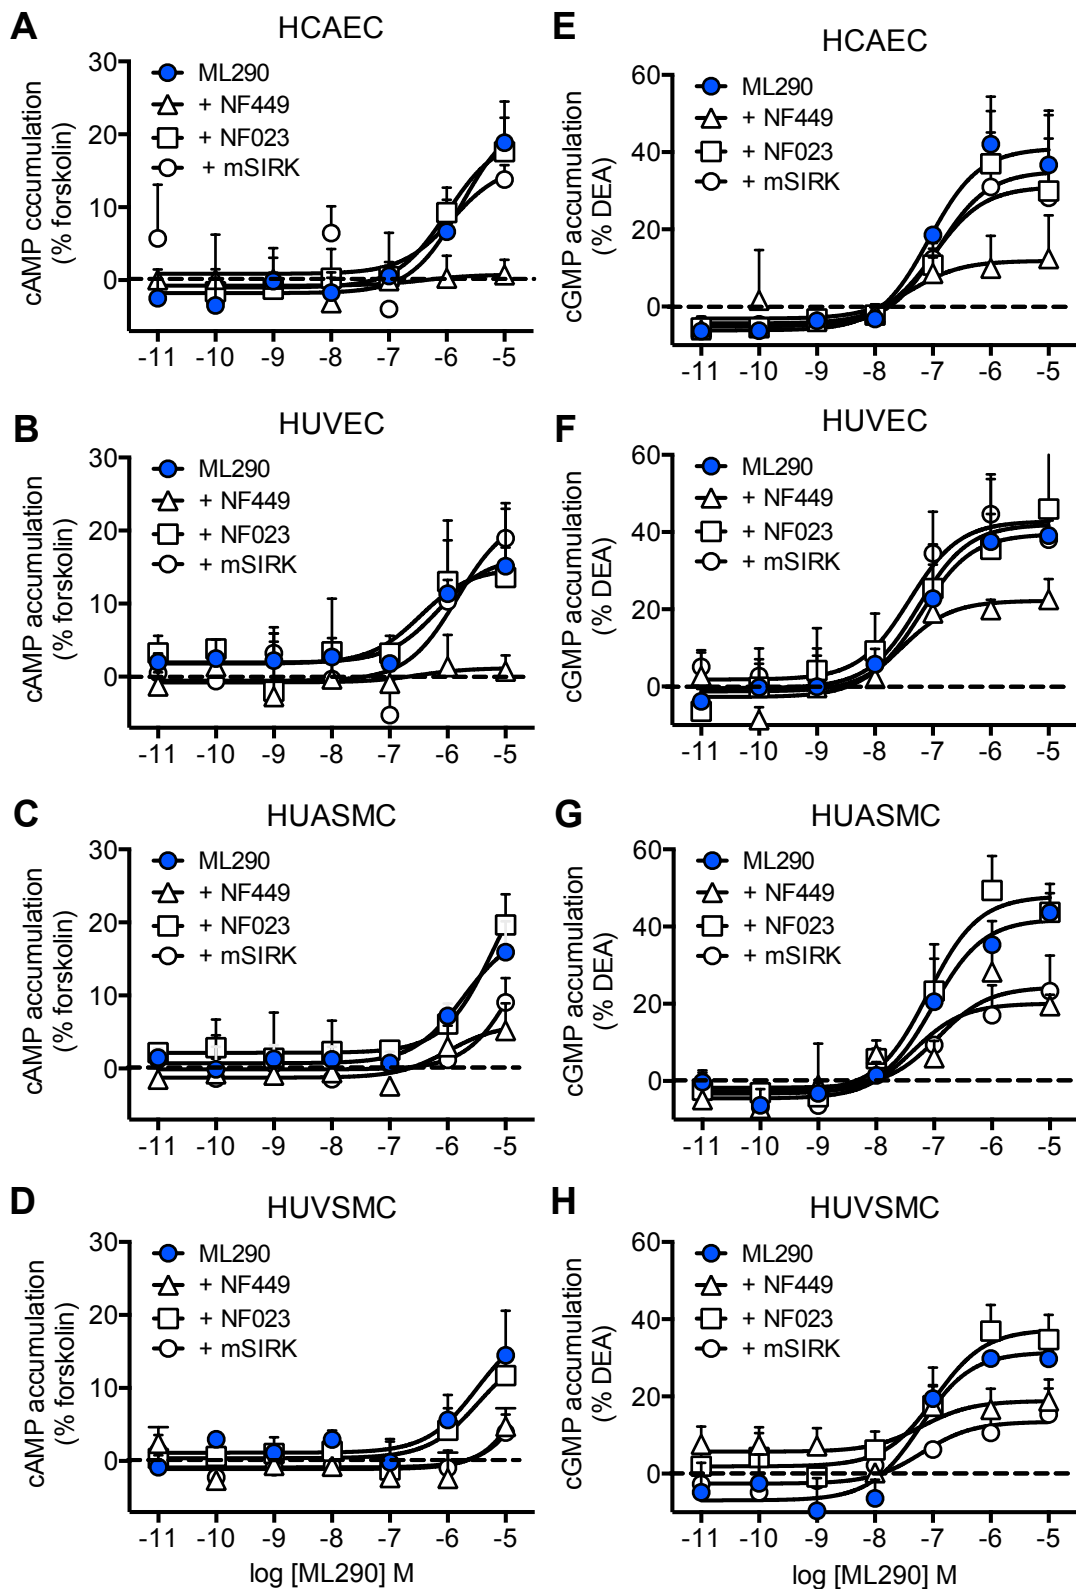 A
HCAEC
cAMP cccumulation
(% forskolin)
30
20
10
0
ML290
+ NF449
+ NF023
+ mSIRK
-11 -10 -9 -8 -7 -6 -5
E
HCAEC
cGMP accumulation
(% DEA)
60
40
20
0
ML290
+ NF449
+ NF023
+ mSIRK
-11 -10 -9 -8 -7 -6 -5
B
HUVEC
cAMP accumulation
(% forskolin)
30
20
10
0
ML290
+ NF449
+ NF023
+ mSIRK
-11 -10 -9 -8 -7 -6 -5
F
HUVEC
cGMP accumulation
(% DEA)
60
40
20
0
ML290
+ NF449
+ NF023
+ mSIRK
-11 -10 -9 -8 -7 -6 -5
C
HUASMC
cAMP accumulation
(% forskolin)
30
20
10
0
ML290
+ NF449
+ NF023
+ mSIRK
-11 -10 -9 -8 -7 -6 -5
G
HUASMC
cGMP accumulation
(% DEA)
60
40
20
0
ML290
+ NF449
+ NF023
+ mSIRK
-11 -10 -9 -8 -7 -6 -5
D
HUVSMC
cAMP accumulation
(% forskolin)
30
20
10
0
ML290
+ NF449
+ NF023
+ mSIRK
-11 -10 -9 -8 -7 -6 -5
log [ML290] M
H
HUVSMC
cGMP accumulation
(% DEA)
60
40
20
0
ML290
+ NF449
+ NF023
+ mSIRK
-11 -10 -9 -8 -7 -6 -5
log [ML290] M